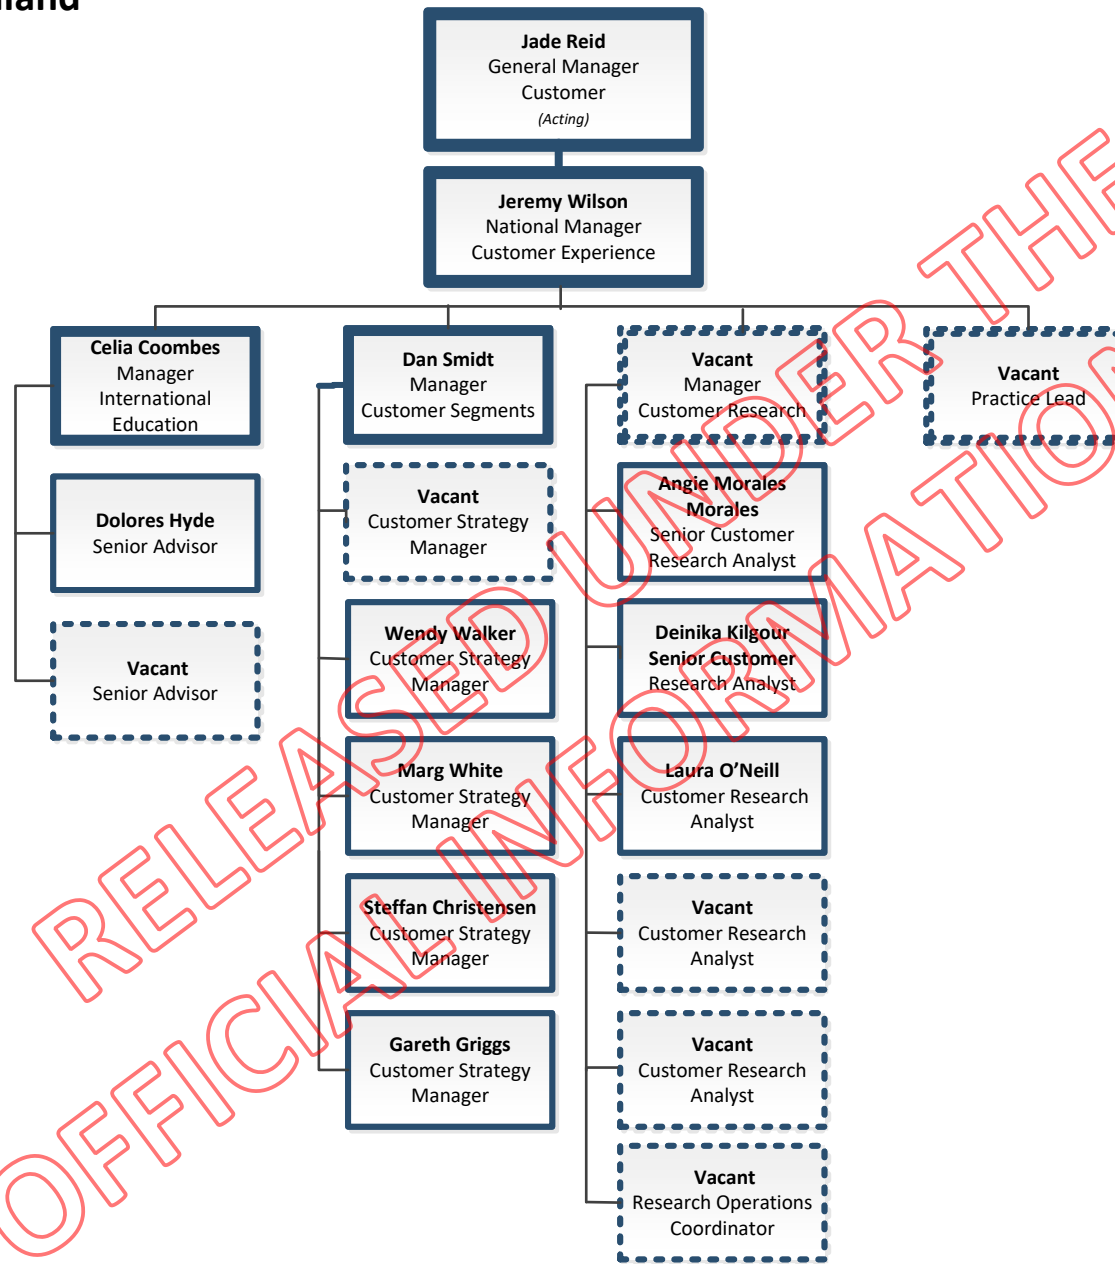 Jade Reid
General Manager
Customer
(Acting)
Jeremy Wilson
National Manager
Customer Experience
Celia Coombes
Manager
International
Education
Dolores Hyde
Senior Advisor
Vacant
Senior Advisor
Dan Smidt
Manager
Customer Segments
Vacant
Customer Strategy
Manager
Wendy Walker
Customer Strategy
Manager
Marg White
Customer Strategy
Manager
Steffan Christensen
Customer Strategy
Manager
Gareth Griggs
Customer Strategy
Manager
Vacant
Manager
Customer Research
Angie Morales
Morales
Senior Customer
Research Analyst
Deinika Kilgour
Senior Customer
Research Analyst
Laura O'Neill
Customer Research
Analyst
Vacant
Customer Research
Analyst
Vacant
Customer Research
Analyst
Vacant
Research Operations
Coordinator
Vacant
Practice Lead
RELEASED UNDER THE
OFFICIAL INFORMATION